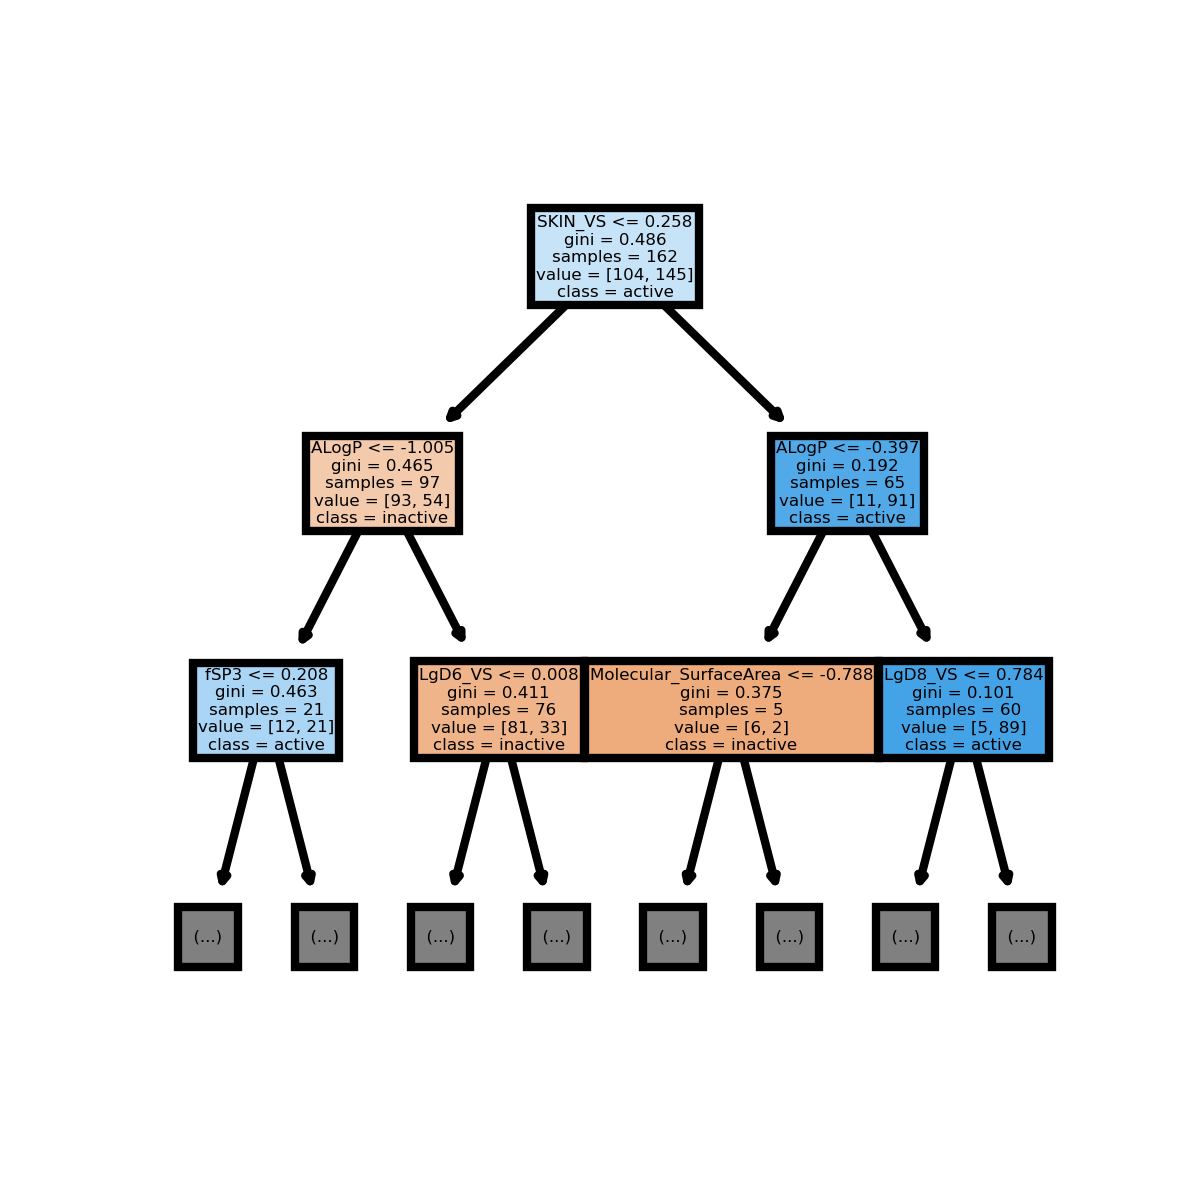 SKIN_VS <= 0.258
gini = 0.486
samples = 162
value = [104, 145]
class = active
ALogP <= -1.005
gini = 0.465
samples = 97
value = [93, 54]
class = inactive
ALogP <= -0.397
gini = 0.192
samples = 65
value = [11, 91]
class = active
fSP3 <= 0.208
gini = 0.463
samples = 21
value = [12, 21]
class = active
LgD6_VS <= 0.008
gini = 0.411
samples = 76
value = [81, 33]
class = inactive
Molecular_SurfaceArea <= -0.788
gini = 0.375
samples = 5
value = [6, 2]
class = inactive
LgD8_VS <= 0.784
gini = 0.101
samples = 60
value = [5, 89]
class = active
(...)
(...)
(...)
(...)
(...)
(...)
(...)
(...)